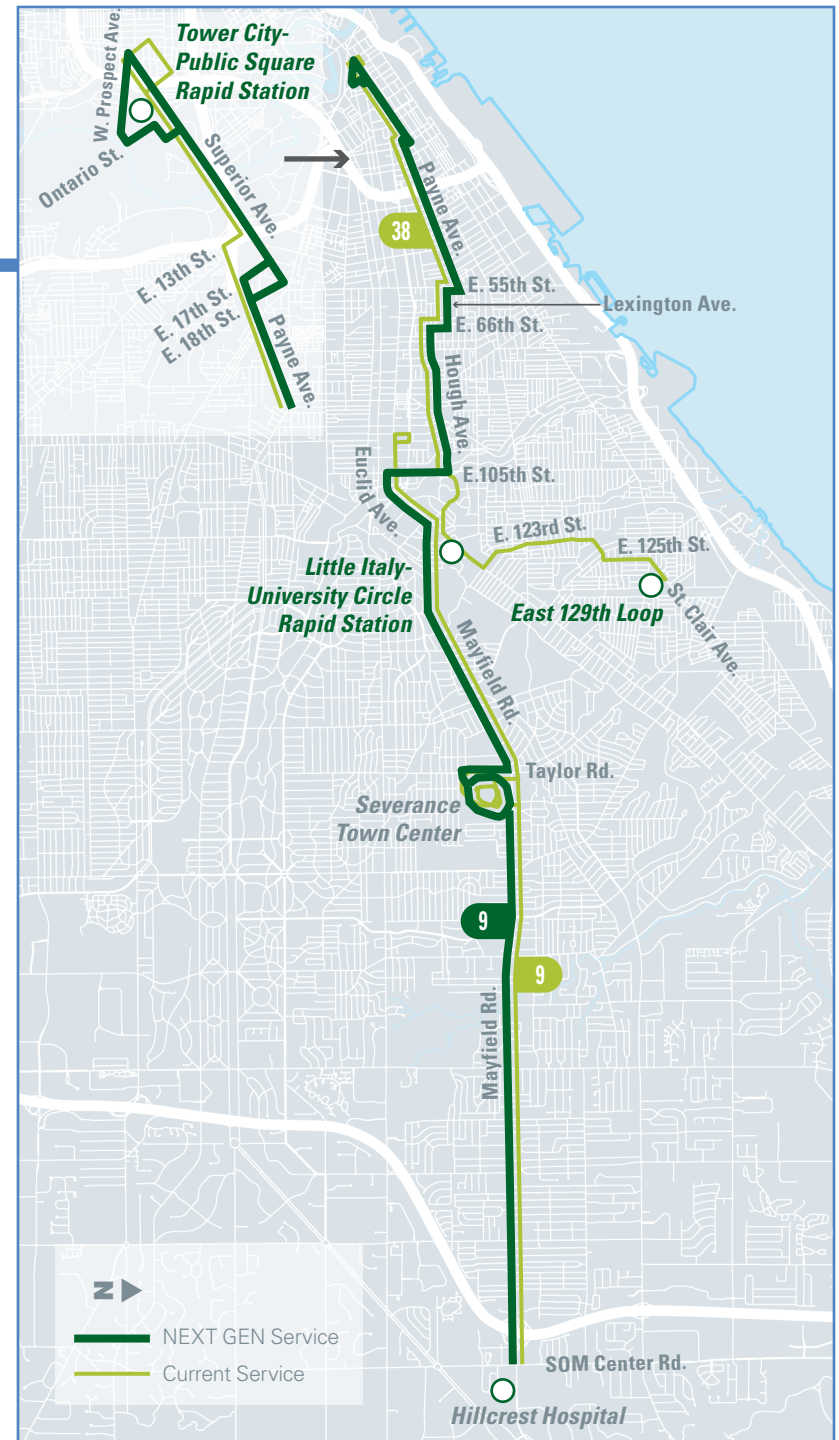 Tower City-
Public Square
Rapid Station
W. Prospect Ave.
Ontario St.
Superior Ave.
E. 13th St.
E. 17th St.
E. 18th St.
Payne Ave.
Payne Ave.
38
E. 55th St.
Lexington Ave.
E. 66th St.
Hough Ave.
E.105th St.
Euclid Ave.
E. 123rd St.
E. 125th St.
Little Italy-
University Circle
Rapid Station
East 129th Loop
St. Clair Ave.
Mayfield Rd.
Taylor Rd.
Severance
Town Center
9
9
Mayfield Rd.
N
NEXT GEN Service
Current Service
SOM Center Rd.
Hillcrest Hospital